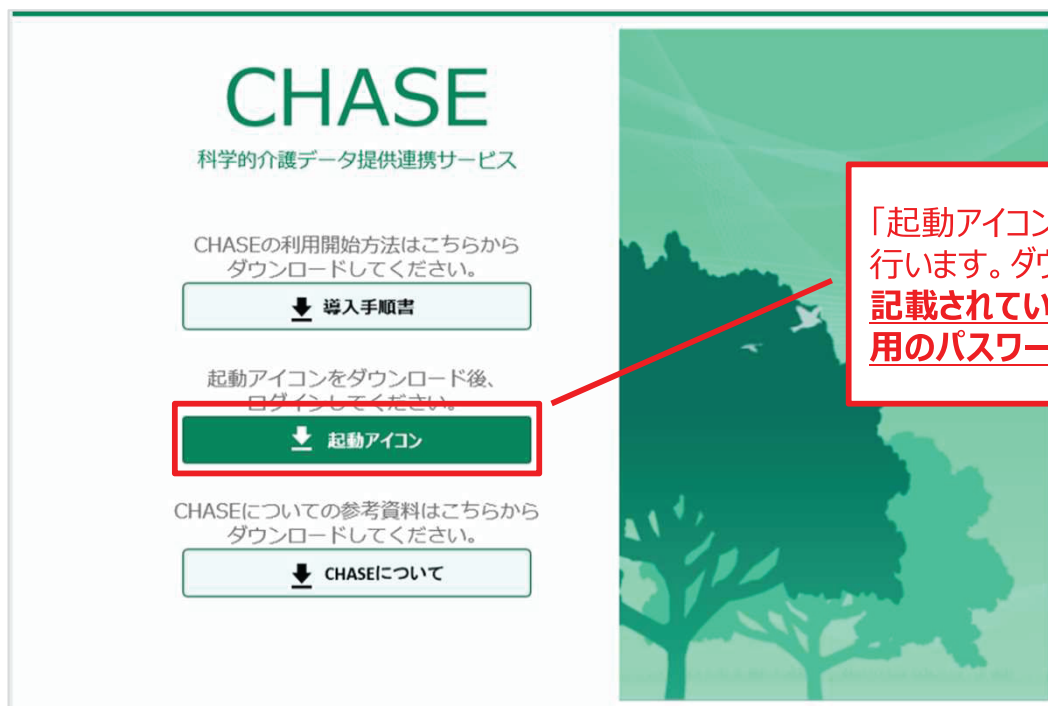 CHASE
科学的介護データ提供連携サービス
CHASEの利用開始方法はこちらから
ダウンロードしてください。
導入手順書
起動アイコンをダウンロード後、
ログインしてください。
起動アイコン
CHASEについての参考資料はこちらから
ダウンロードしてください。
CHASEについて
「起動アイコン
行います。ダウ
記載されてい
用のパスワー